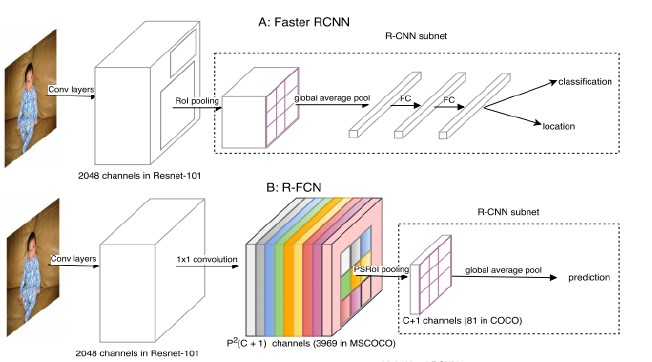 A: Faster RCNN
R-CNN subnet
Conv layers
RoI pooling
global average pool
FC
FC
classification
location
2048 channels in Resnet-101
B: R-FCN
R-CNN subnet
Conv layers
1x1 convolution
PSRoI pooling
global average pool
prediction
C+1 channels (81 in COCO)
P²(C + 1) channels (3969 in MSCOCO)
2048 channels in Resnet-101